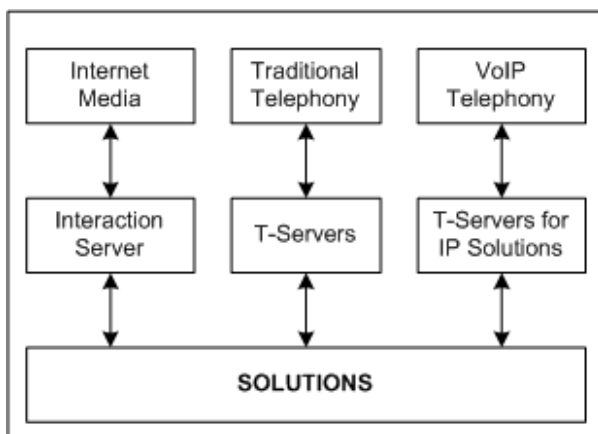 Internet
Media
Traditional
Telephony
VoIP
Telephony
Interaction
Server
T-Servers
T-Servers for
IP Solutions
SOLUTIONS